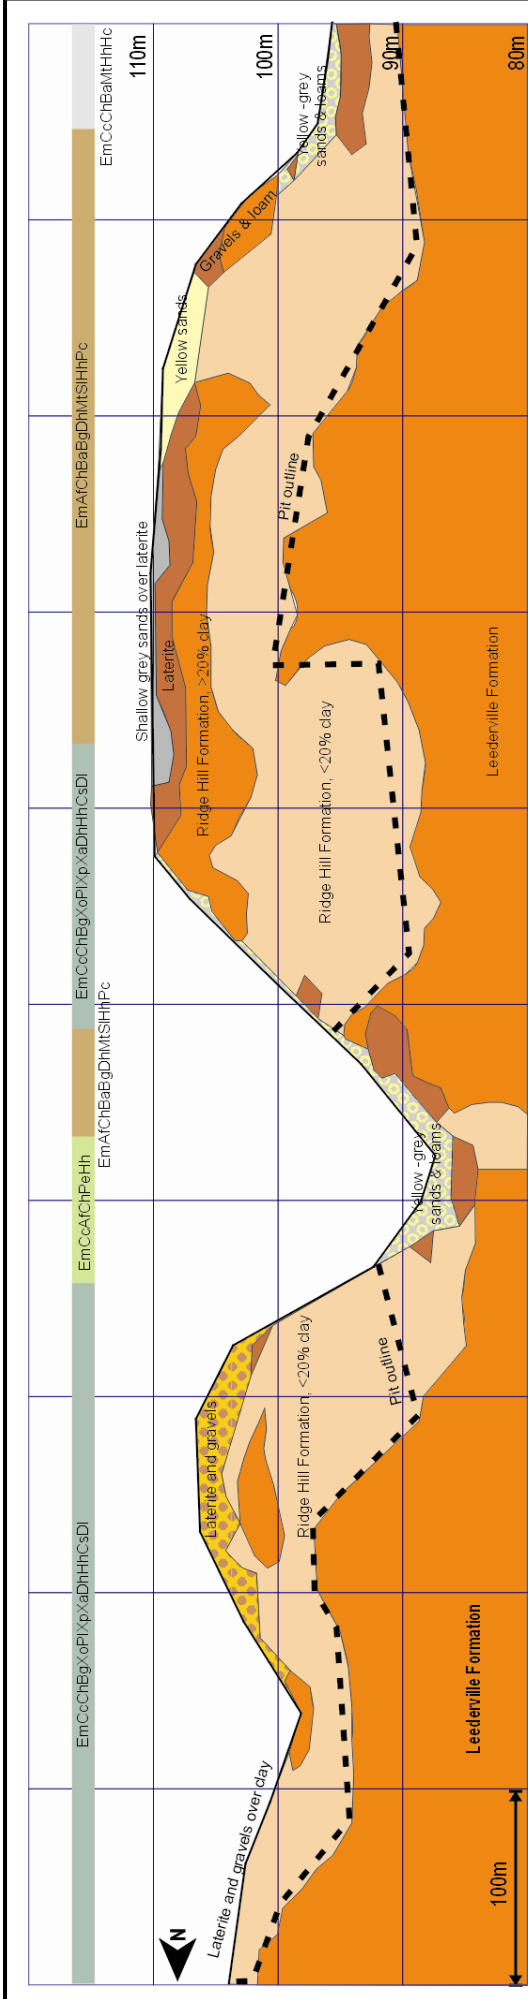 EmCcChBgXoPlXpXaDhHhCsDl
EmCcAfChPeHh
EmAfChBaBgDhMtSlHhPc
EmCcChBgXoPlXpXaDhHhCsDl
EmAfChBaBgDhMtSlHhPc
EmCcChBaMtHhHc
110m
100m
90m
80m
N
Laterite and gravels over clay
Laterite and gravels
Ridge Hill Formation, <20% clay
Pit outline
Leederville Formation
100m
Yellow -grey
sands & loams
Shallow grey sands over laterite
Laterite
Ridge Hill Formation, >20% clay
Ridge Hill Formation, <20% clay
Pit outline
Leederville Formation
Yellow sands
Gravels & loam
Yellow -grey
sands & loams